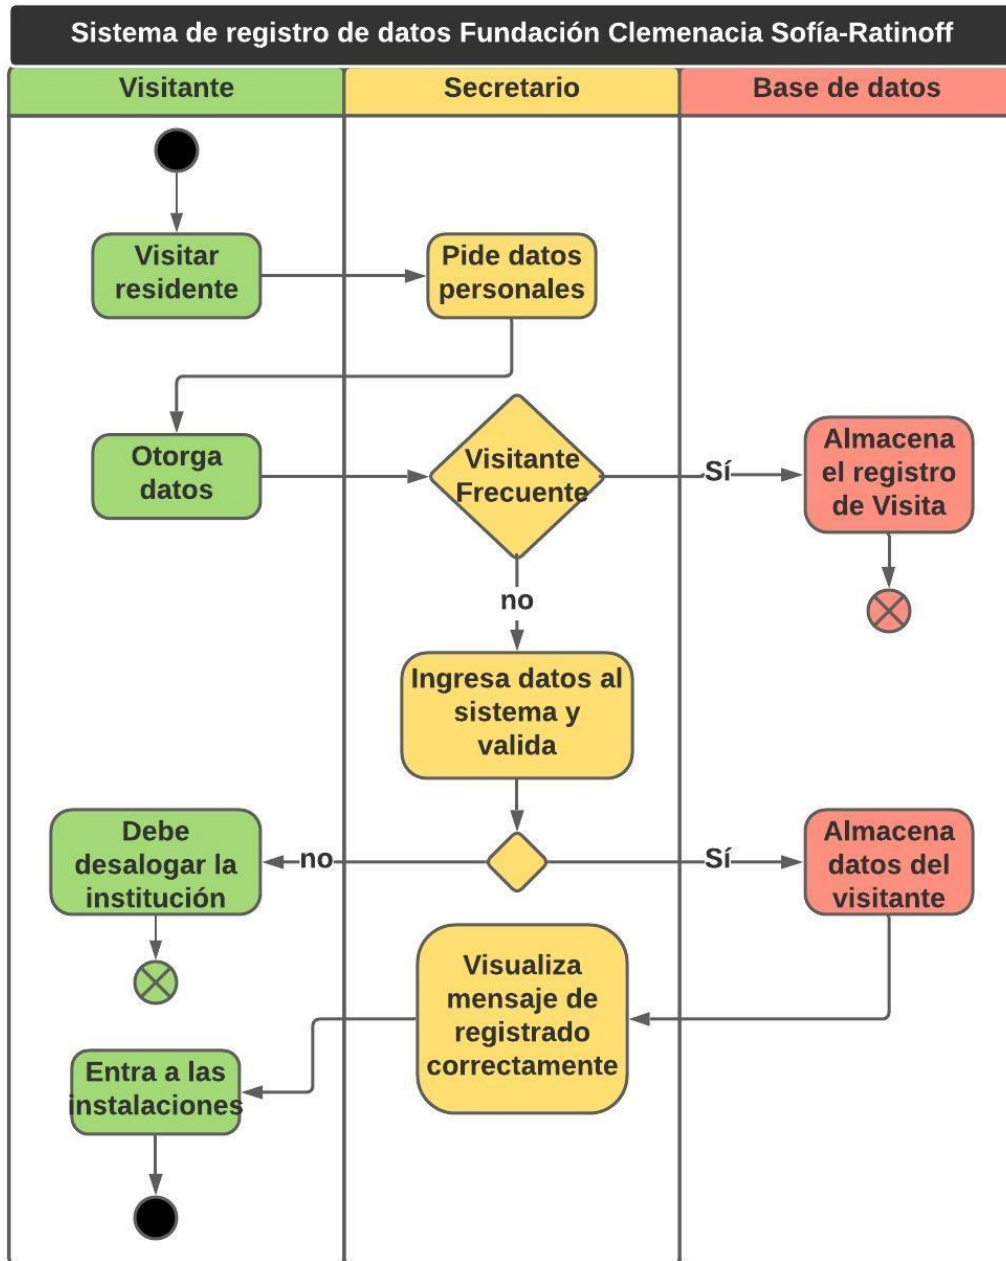 Sistema de registro de datos Fundación Clemenacia Sofía-Ratinoff
Visitante
Secretario
Base de datos
Visitar
residente
Pide datos
personales
Otorga
datos
Visitante
Frecuente
Sí
Almacena
el registro
de Visita
no
Ingresa datos al
sistema y
valida
Debe
desalogar la
institución
no
Sí
Almacena
datos del
visitante
Visualiza
mensaje de
registrado
correctamente
Entra a las
instalaciones